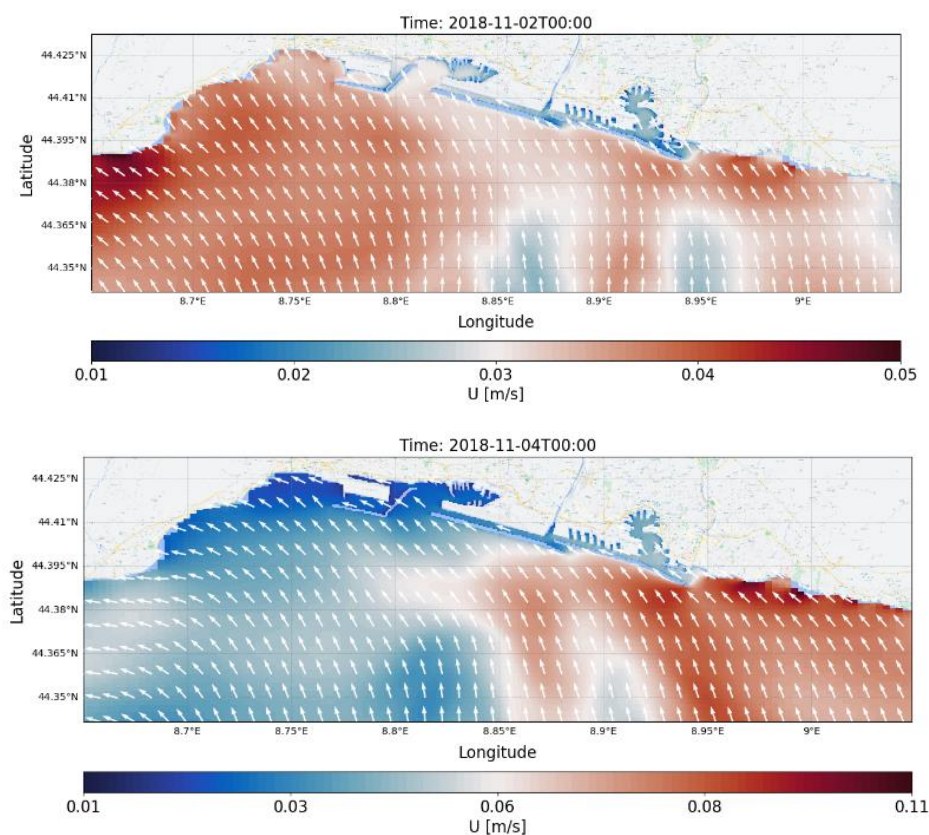 Time: 2018-11-02T00:00
44.425°N
44.41°N
44.395°N
44.38°N
44.365°N
44.35°N
Latitude
8.7°E 8.75°E 8.8°E 8.85°E 8.9°E 8.95°E 9°E
Longitude
0.01 0.02 0.03 0.04 0.05
U [m/s]
Time: 2018-11-04T00:00
44.425°N
44.41°N
44.395°N
44.38°N
44.365°N
44.35°N
Latitude
8.7°E 8.75°E 8.8°E 8.85°E 8.9°E 8.95°E 9°E
Longitude
0.01 0.03 0.06 0.08 0.11
U [m/s]